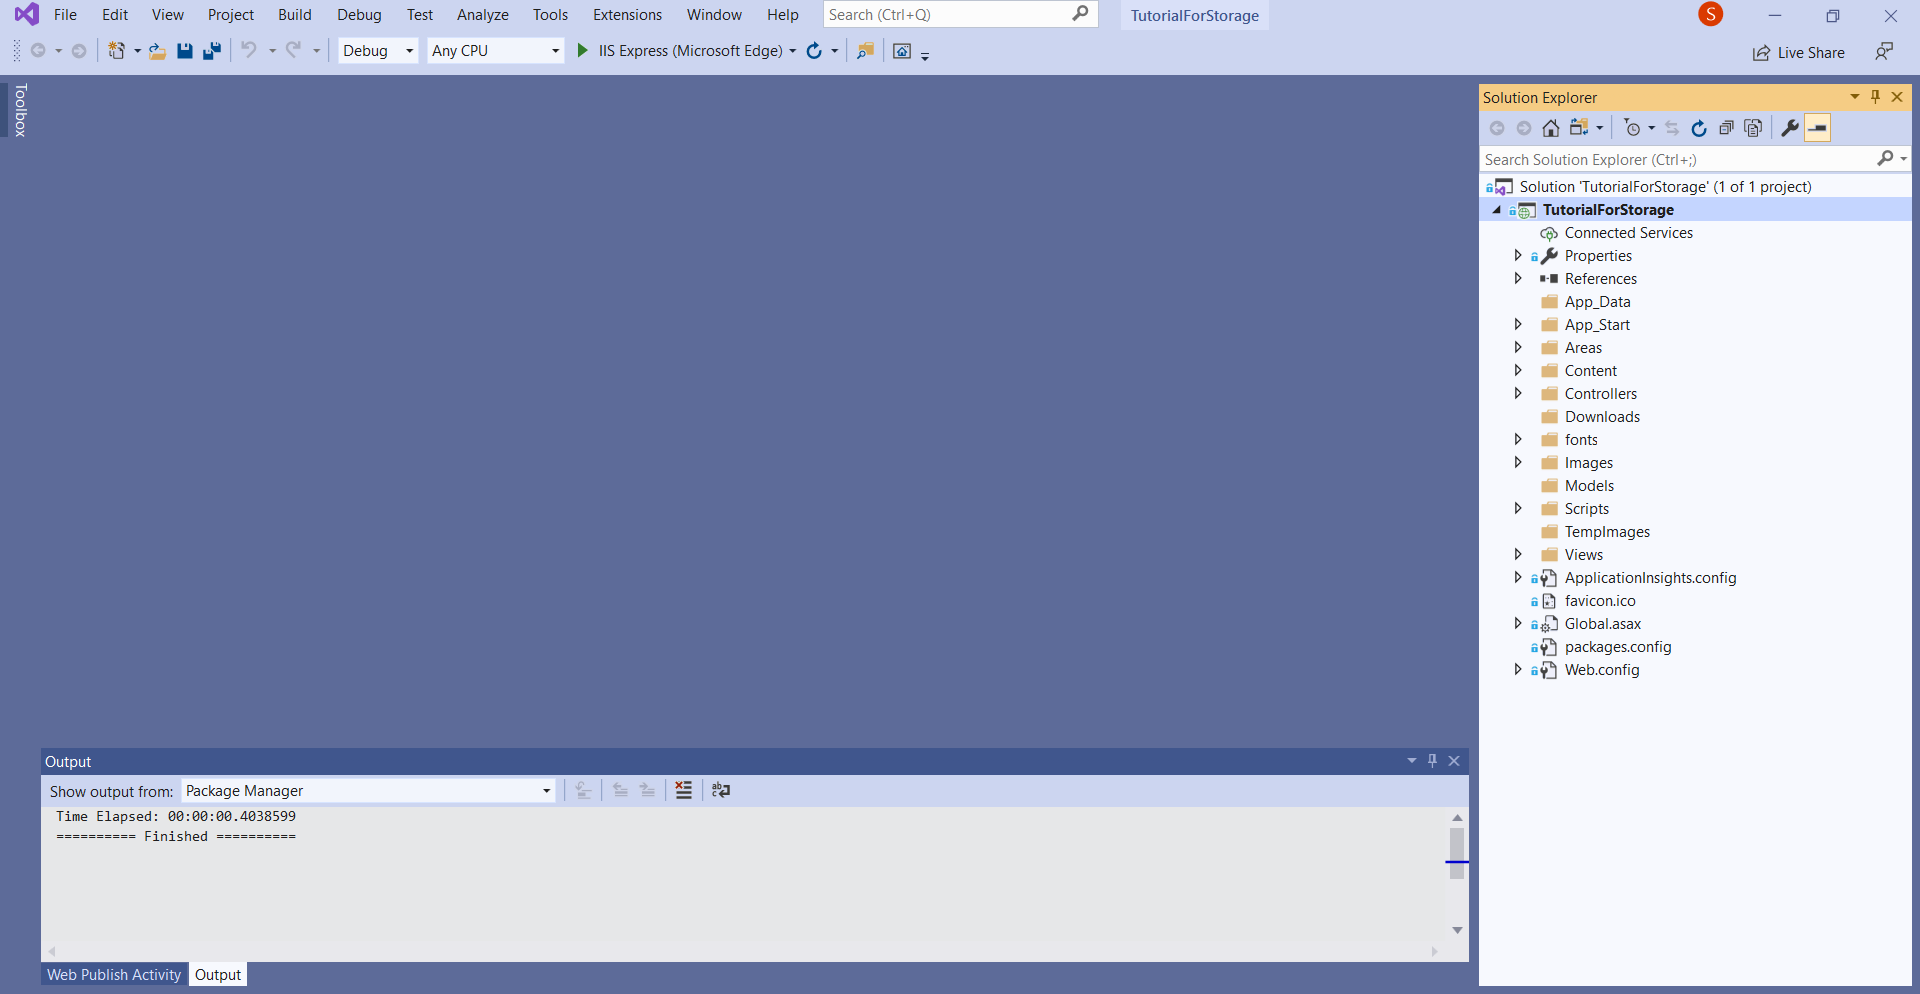 File Edit View Project Build Debug Test Analyze Tools Extensions Window Help Search (Ctrl+Q) TutorialForStorage S
Debug Any CPU IIS Express (Microsoft Edge) Live Share
Toolbox
Solution Explorer
Search Solution Explorer (Ctrl+;)
Solution 'TutorialForStorage' (1 of 1 project)
TutorialForStorage
Connected Services
Properties
References
App_Data
App_Start
Areas
Content
Controllers
Downloads
fonts
Images
Models
Scripts
TempImages
Views
ApplicationInsights.config
favicon.ico
Global.asax
packages.config
Web.config
Output
Show output from: Package Manager
Time Elapsed: 00:00:00.4038599
========== Finished ==========
Web Publish Activity Output